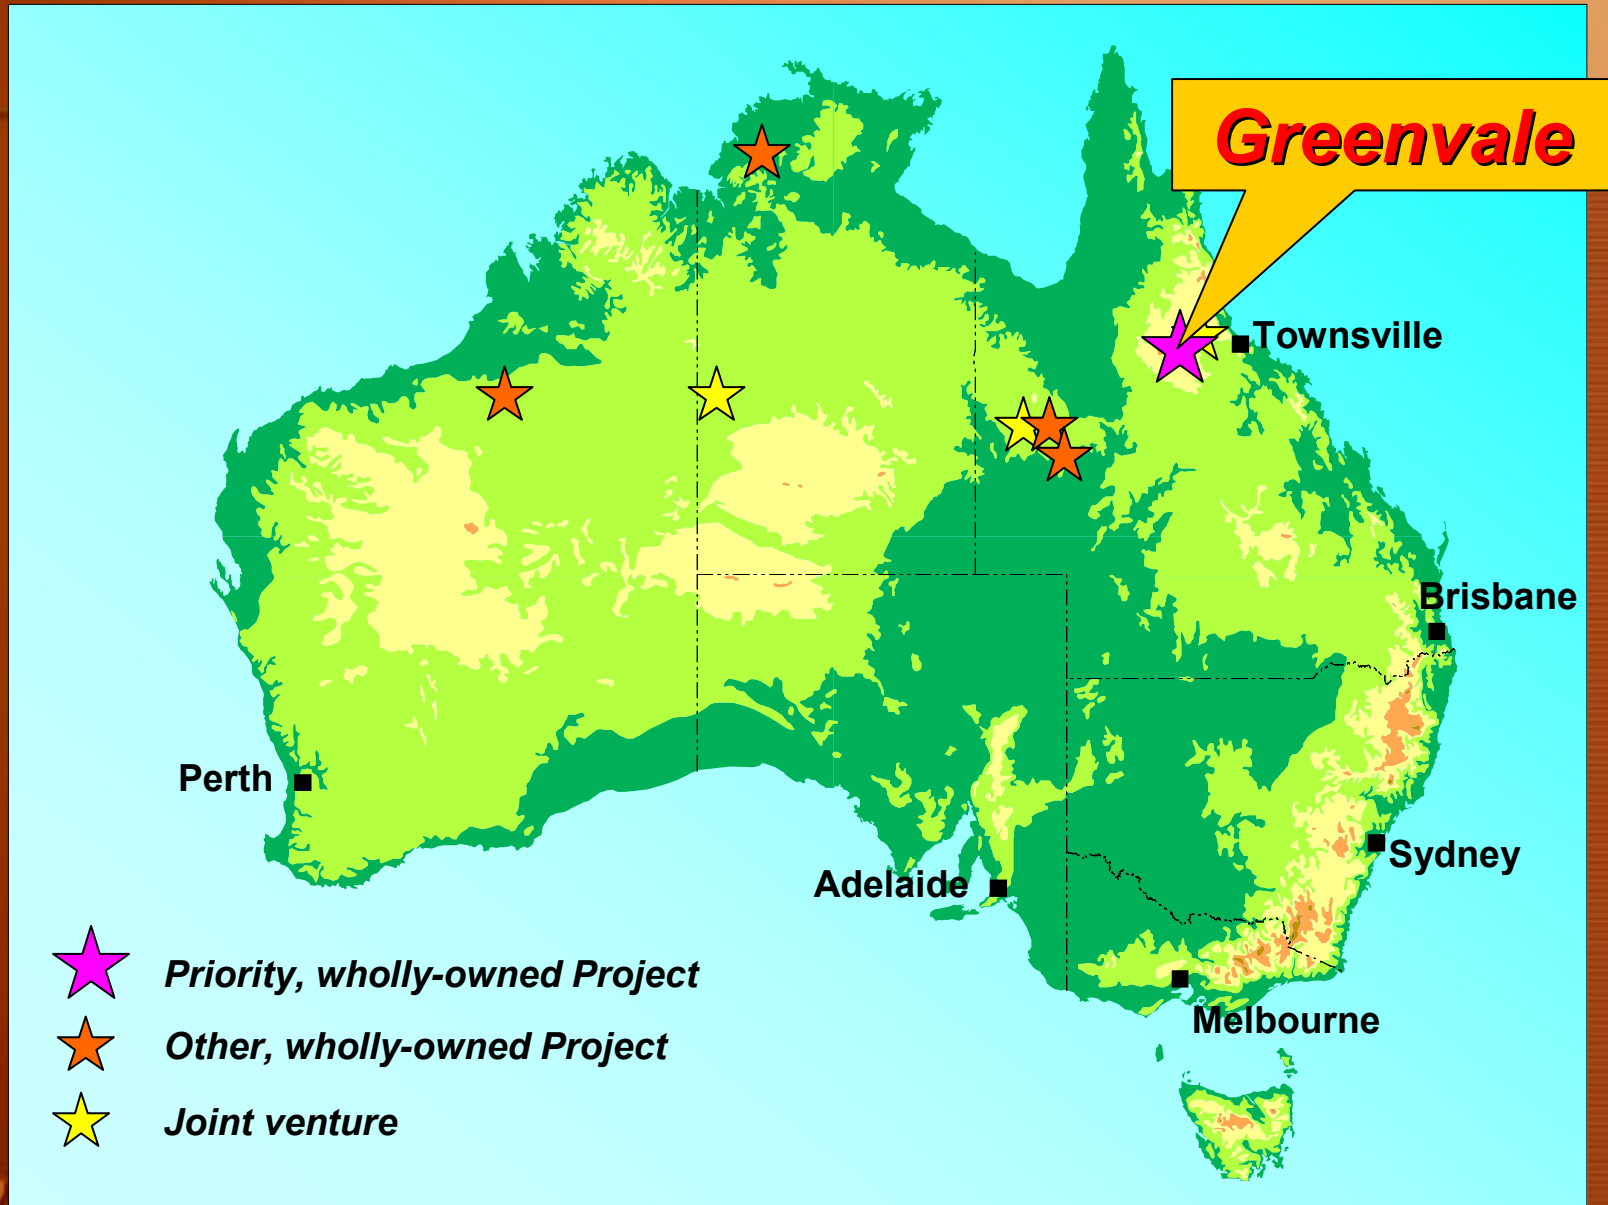 Greenvale
Townsville
Brisbane
Perth
Sydney
Adelaide
Priority, wholly-owned Project
Melbourne
Other, wholly-owned Project
Joint venture